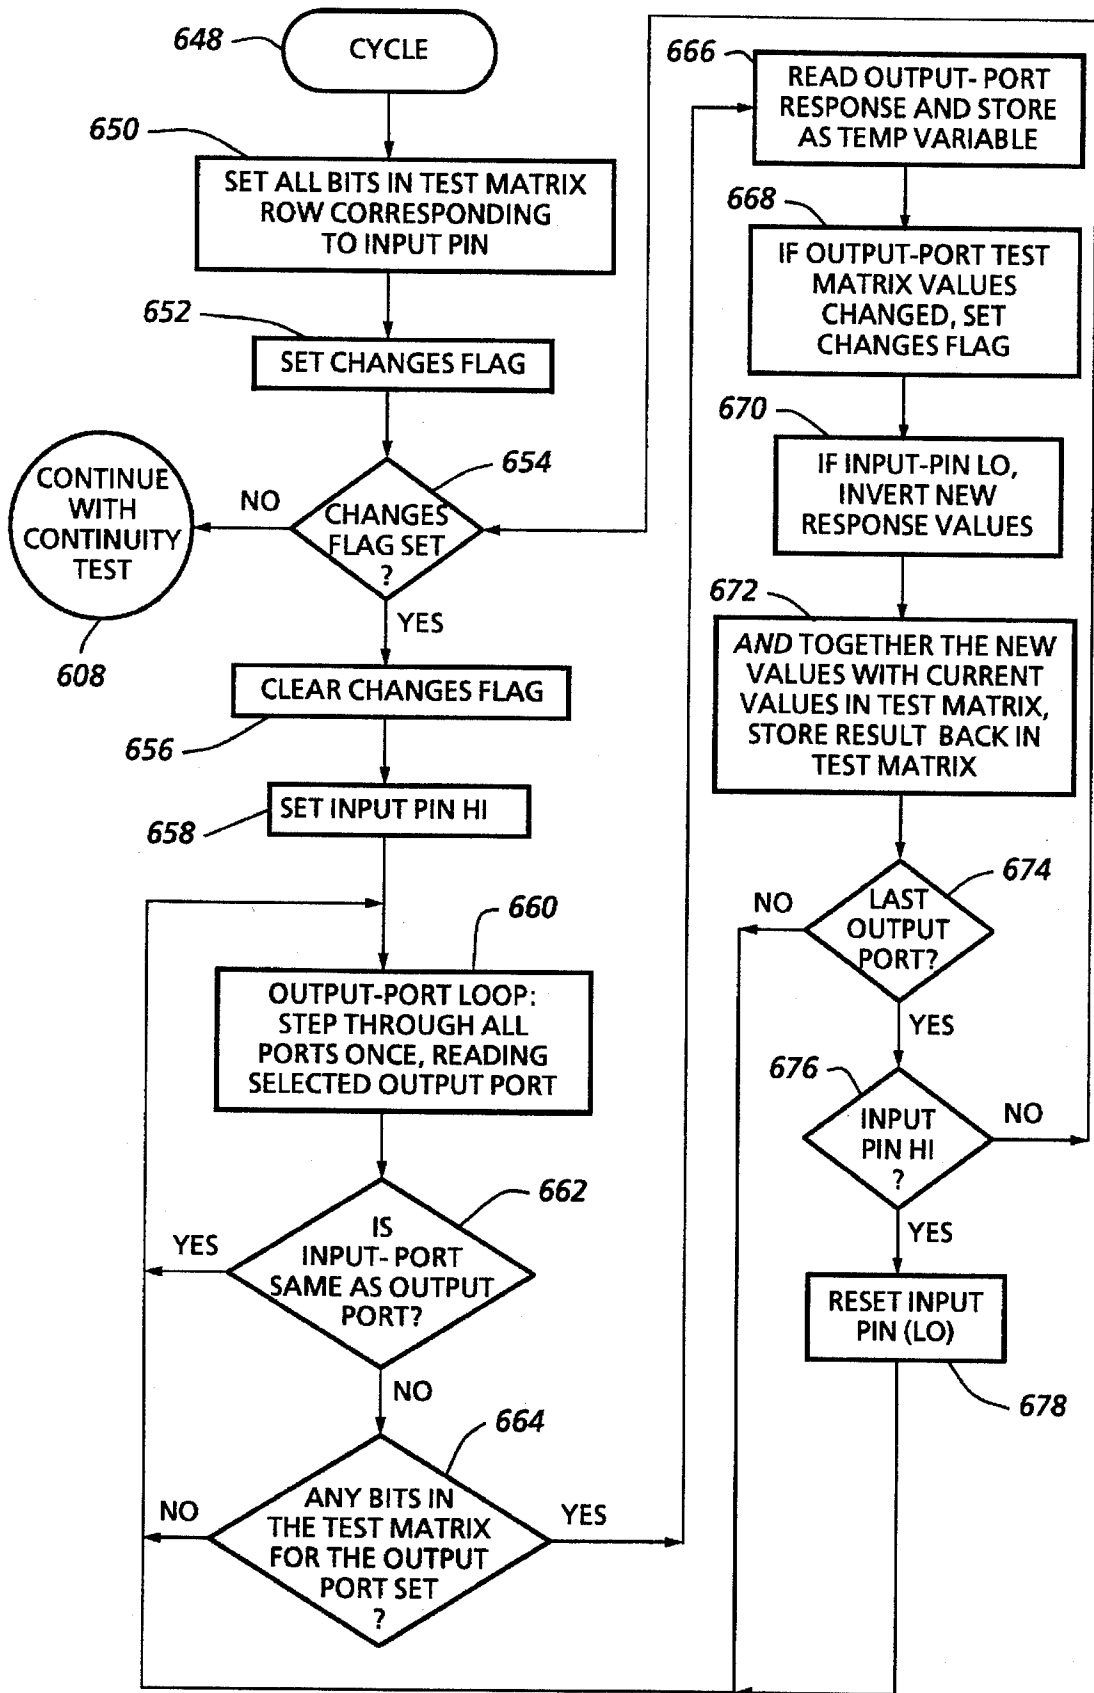 648
CYCLE
650
SET ALL BITS IN TEST MATRIX
ROW CORRESPONDING
TO INPUT PIN
652
SET CHANGES FLAG
654
CHANGES
FLAG SET
?
NO
CONTINUE
WITH
CONTINUITY
TEST
608
YES
CLEAR CHANGES FLAG
656
SET INPUT PIN HI
658
660
OUTPUT-PORT LOOP:
STEP THROUGH ALL
PORTS ONCE, READING
SELECTED OUTPUT PORT
662
IS
INPUT-PORT
SAME AS OUTPUT
PORT?
YES
NO
664
ANY BITS IN
THE TEST MATRIX
FOR THE OUTPUT
PORT SET
?
NO
YES
666
READ OUTPUT- PORT
RESPONSE AND STORE
AS TEMP VARIABLE
668
IF OUTPUT-PORT TEST
MATRIX VALUES
CHANGED, SET
CHANGES FLAG
670
IF INPUT-PIN LO,
INVERT NEW
RESPONSE VALUES
672
AND TOGETHER THE NEW
VALUES WITH CURRENT
VALUES IN TEST MATRIX,
STORE RESULT BACK IN
TEST MATRIX
674
LAST
OUTPUT
PORT?
NO
YES
676
INPUT
PIN HI
?
NO
YES
RESET INPUT
PIN (LO)
678